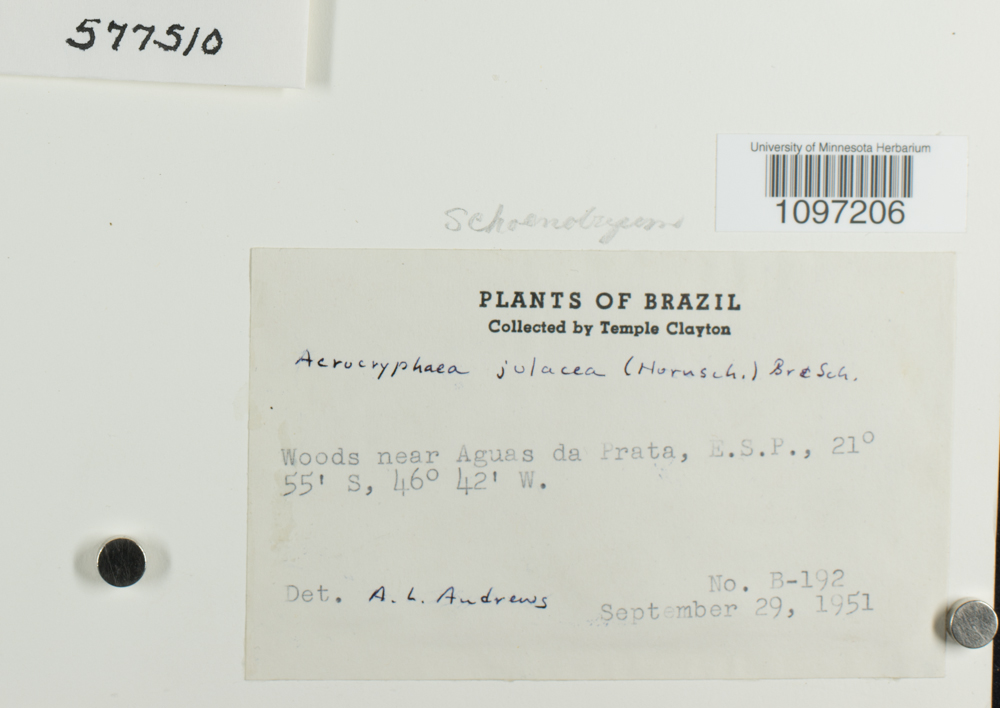 577510
University of Minnesota Herbarium
1097206
Schoenobryum
PLANTS OF BRAZIL
Collected by Temple Clayton
Acrocryphaea julacea (Hornsch.) BrSch.
Woods near Aguas da Prata, E.S.P., 21°
55' S, 46° 42' W.
No. B-192
Det. A. L. Andrews
September 29, 1951